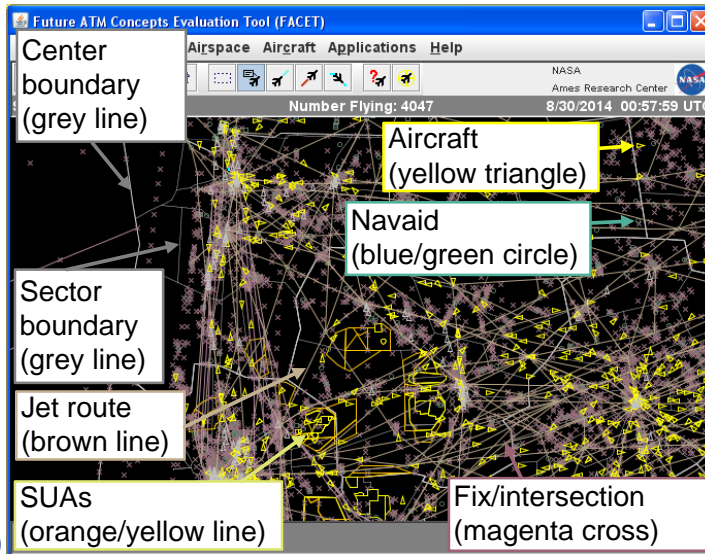 Future ATM Concepts Evaluation Tool (FACET)
Airspace Aircraft Applications Help
NASA
Ames Research Center
NASA
Number Flying: 4047 8/30/2014 00:57:59 UTC
Center
boundary
(grey line)
Aircraft
(yellow triangle)
Navaid
(blue/green circle)
Sector
boundary
(grey line)
Jet route
(brown line)
SUAs
(orange/yellow line)
Fix/intersection
(magenta cross)